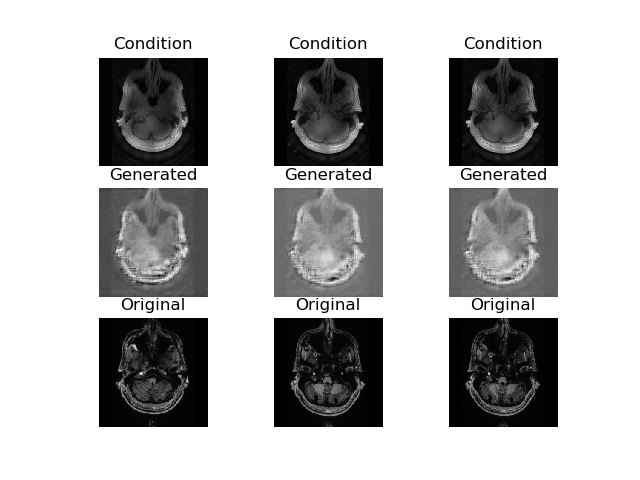 Condition Condition Condition
Generated Generated Generated
Original Original Original